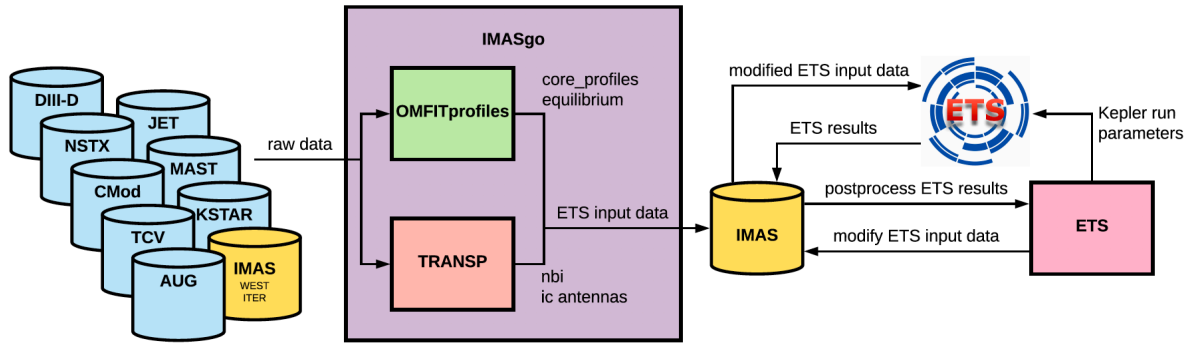 DIII-D
NSTX
CMod
TCV
AUG
JET
MAST
KSTAR
IMAS
WEST
ITER
raw data
IMASgo
OMFITprofiles
core_profiles
equilibrium
TRANSP
nbi
ic antennas
ETS input data
IMAS
modified ETS input data
ETS results
ETS
Kepler run
parameters
postprocess ETS results
modify ETS input data
ETS